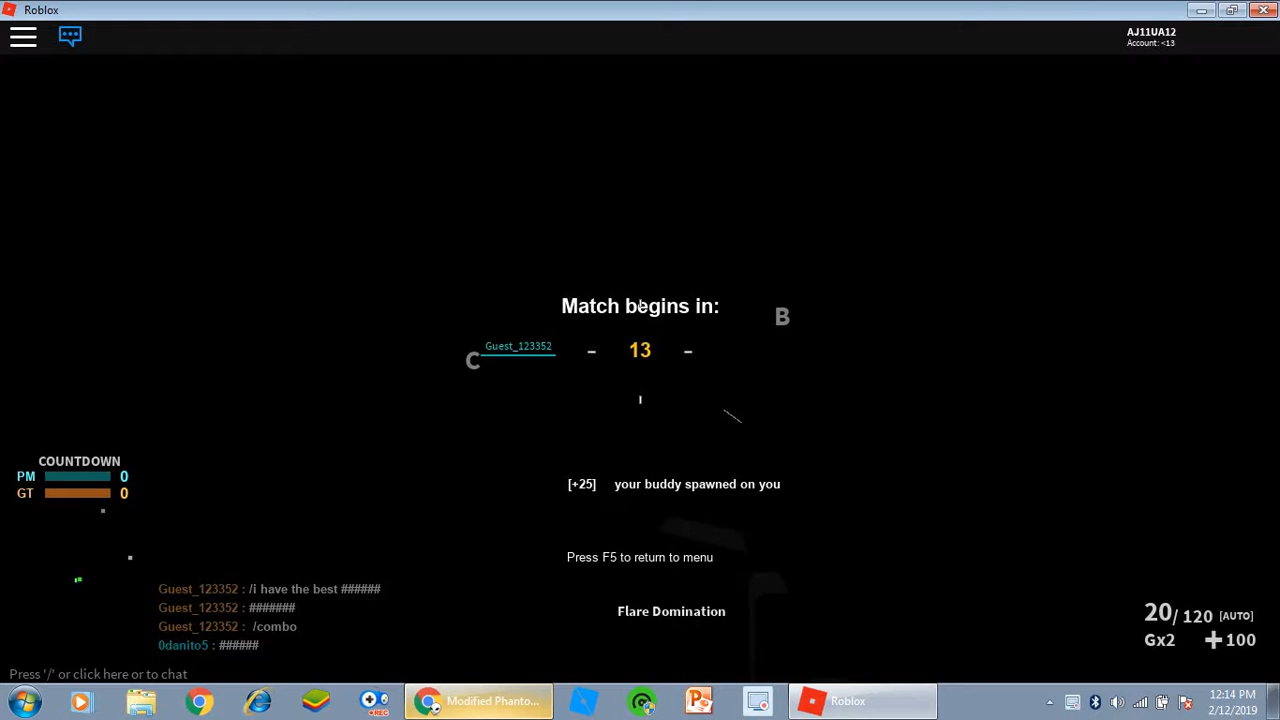 Roblox
AJ11UA12
Account: <13
Match begins in:
B
Guest_123352
C
- 13 -
COUNTDOWN
PM 0
GT 0
[+25] your buddy spawned on you
Press F5 to return to menu
Flare Domination
Guest_123352 : /i have the best ######
Guest_123352 : #######
Guest_123352 : /combo
0danito5 : ######
20/ 120 [AUTO]
Gx2 +100
Press '/' or click here or to chat
REC
Modified Phanto...
Roblox
12:14 PM
2/12/2019